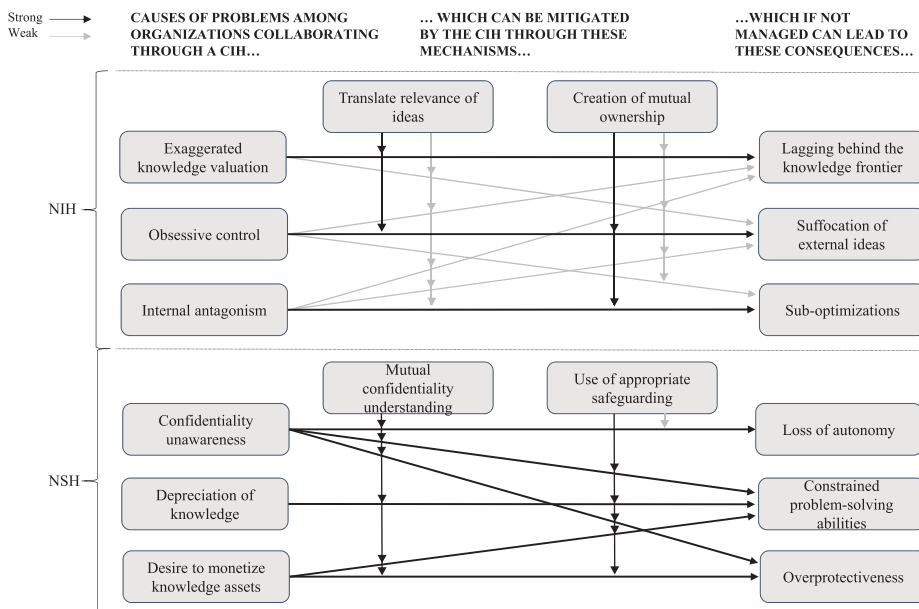 Strong
Weak
CAUSES OF PROBLEMS AMONG
ORGANIZATIONS COLLABORATING
THROUGH A CIH…
… WHICH CAN BE MITIGATED
BY THE CIH THROUGH THESE
MECHANISMS…
…WHICH IF NOT
MANAGED CAN LEAD TO
THESE CONSEQUENCES…
NIH
Translate relevance of
ideas
Creation of mutual
ownership
Exaggerated
knowledge valuation
Lagging behind the
knowledge frontier
Obsessive control
Suffocation of
external ideas
Internal antagonism
Sub-optimizations
NSH
Mutual
confidentiality
understanding
Use of appropriate
safeguarding
Confidentiality
unawareness
Loss of autonomy
Depreciation of
knowledge
Constrained
problem-solving
abilities
Desire to monetize
knowledge assets
Overprotectiveness